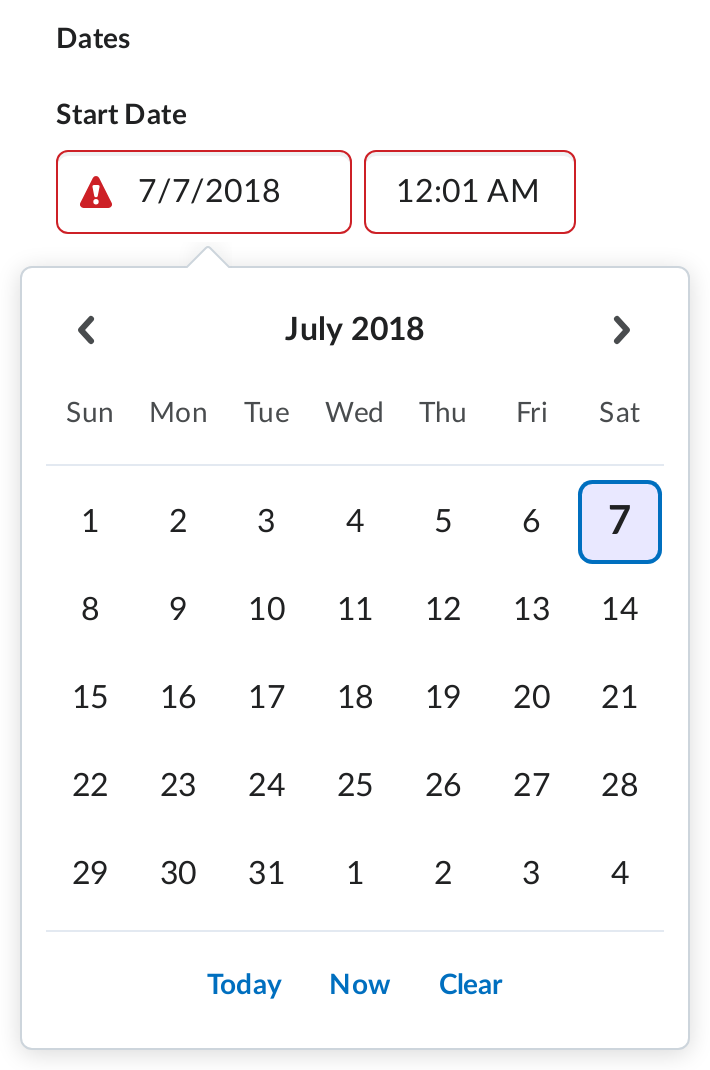 Dates
Start Date
7/7/2018 12:01 AM
July 2018
Sun Mon Tue Wed Thu Fri Sat
1 2 3 4 5 6 7
8 9 10 11 12 13 14
15 16 17 18 19 20 21
22 23 24 25 26 27 28
29 30 31 1 2 3 4
Today Now Clear